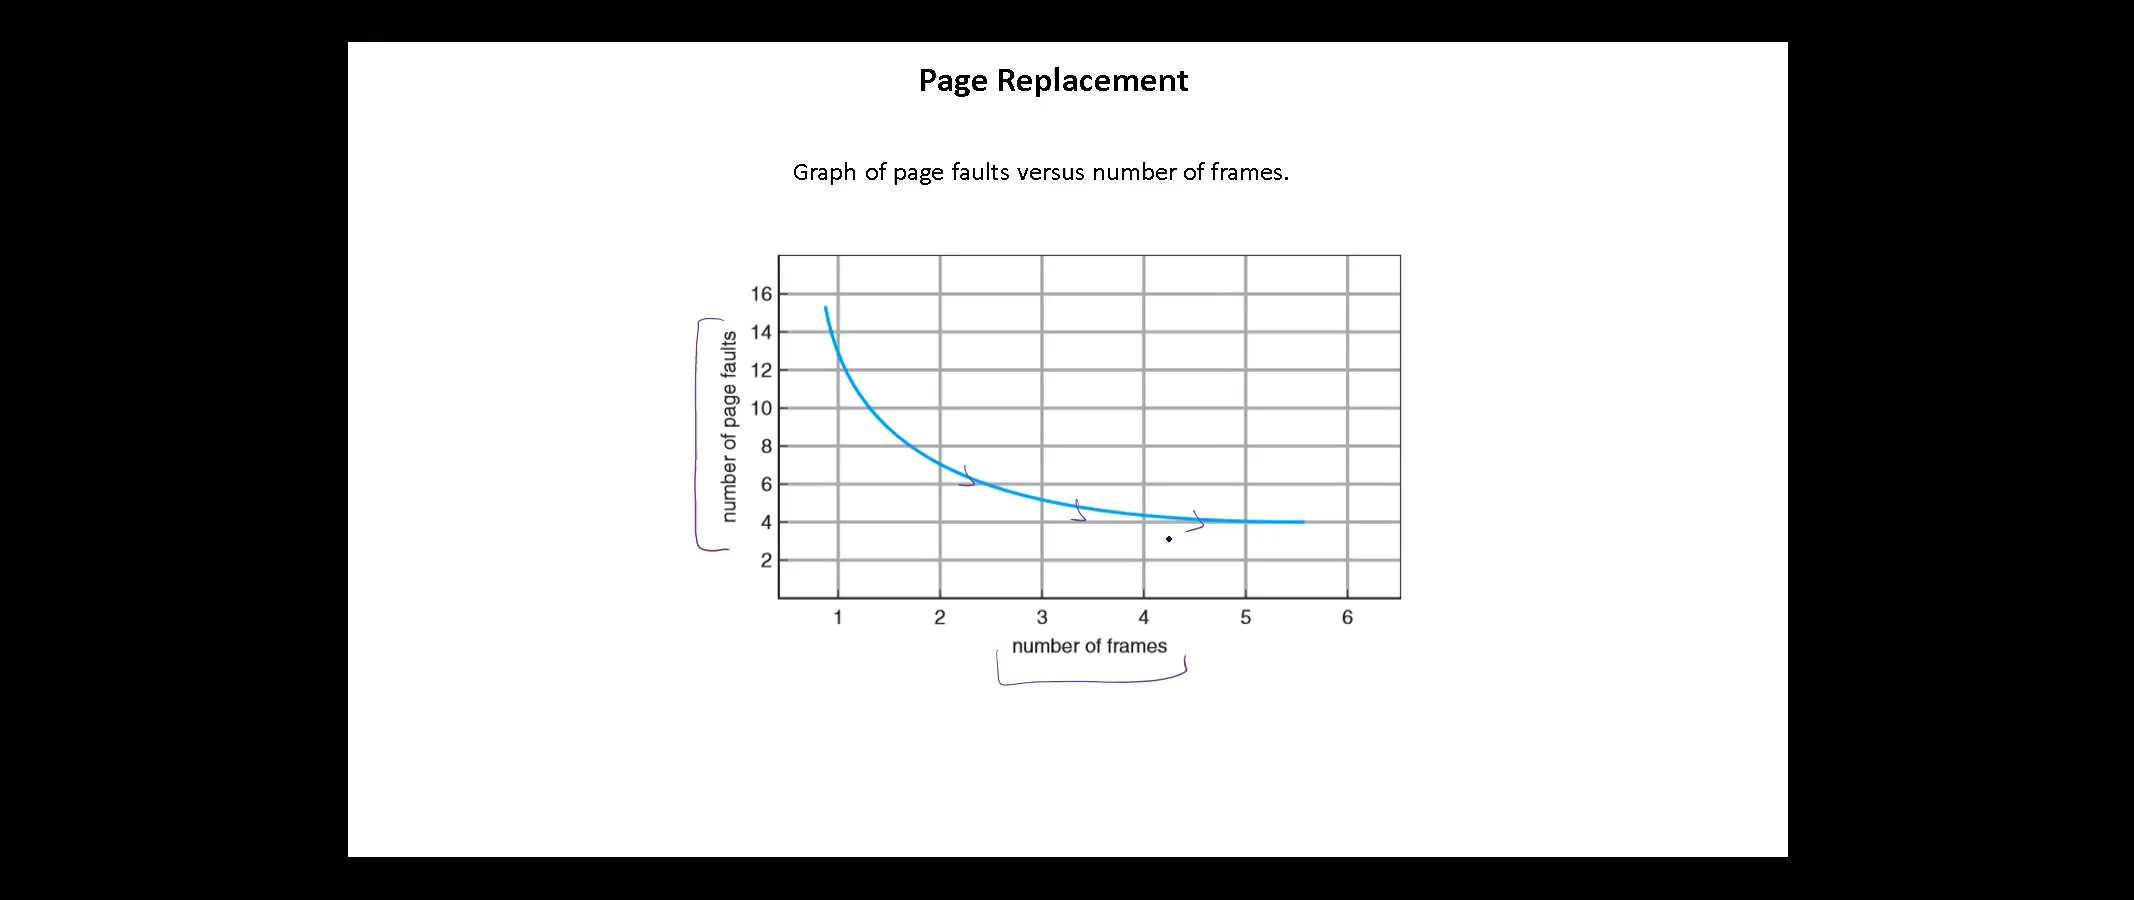 Page Replacement
Graph of page faults versus number of frames.
number of page faults
16
14
12
10
8
6
4
2
1 2 3 4 5 6
number of frames